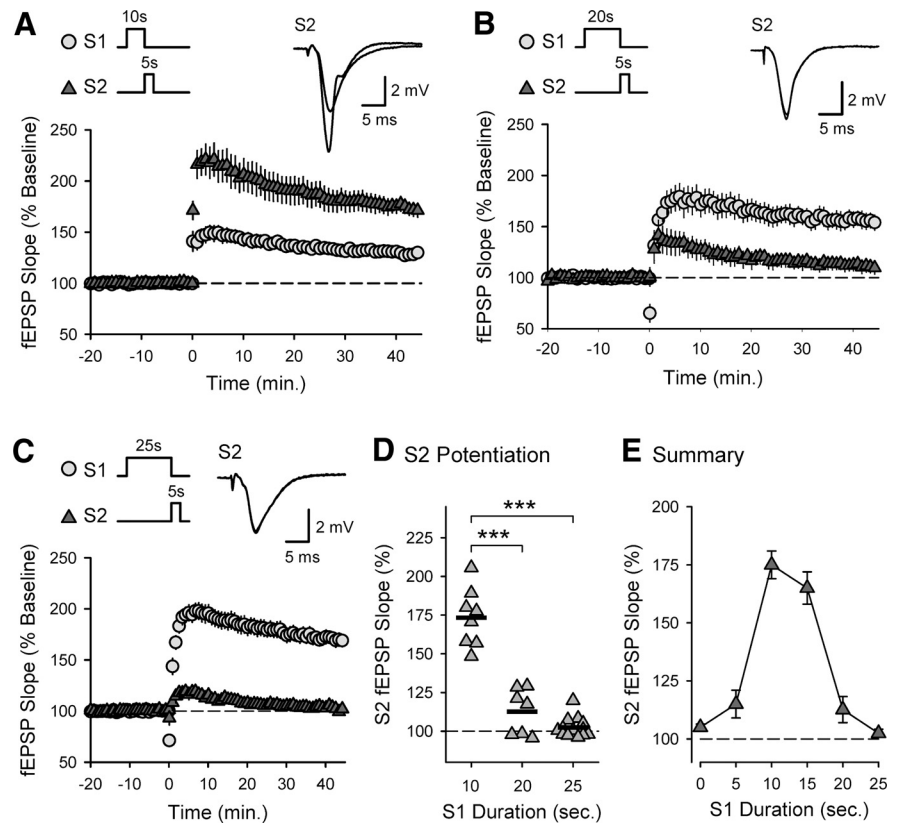 A
10s
S1
5s
S2
S2
2 mV
5 ms
fEPSP Slope (% Baseline)
250
200
150
100
50
-20 -10 0 10 20 30 40
Time (min.)
B
20s
S1
5s
S2
S2
2 mV
5 ms
fEPSP Slope (% Baseline)
250
200
150
100
50
-20 -10 0 10 20 30 40
Time (min.)
C
25s
S1
5s
S2
S2
2 mV
5 ms
fEPSP Slope (% Baseline)
250
200
150
100
50
-20 -10 0 10 20 30 40
Time (min.)
D S2 Potentiation
***
***
S2 fEPSP Slope (%)
225
200
175
150
125
100
10 20 25
S1 Duration (sec.)
E Summary
S2 fEPSP Slope (%)
200
175
150
125
100
0 5 10 15 20 25
S1 Duration (sec.)